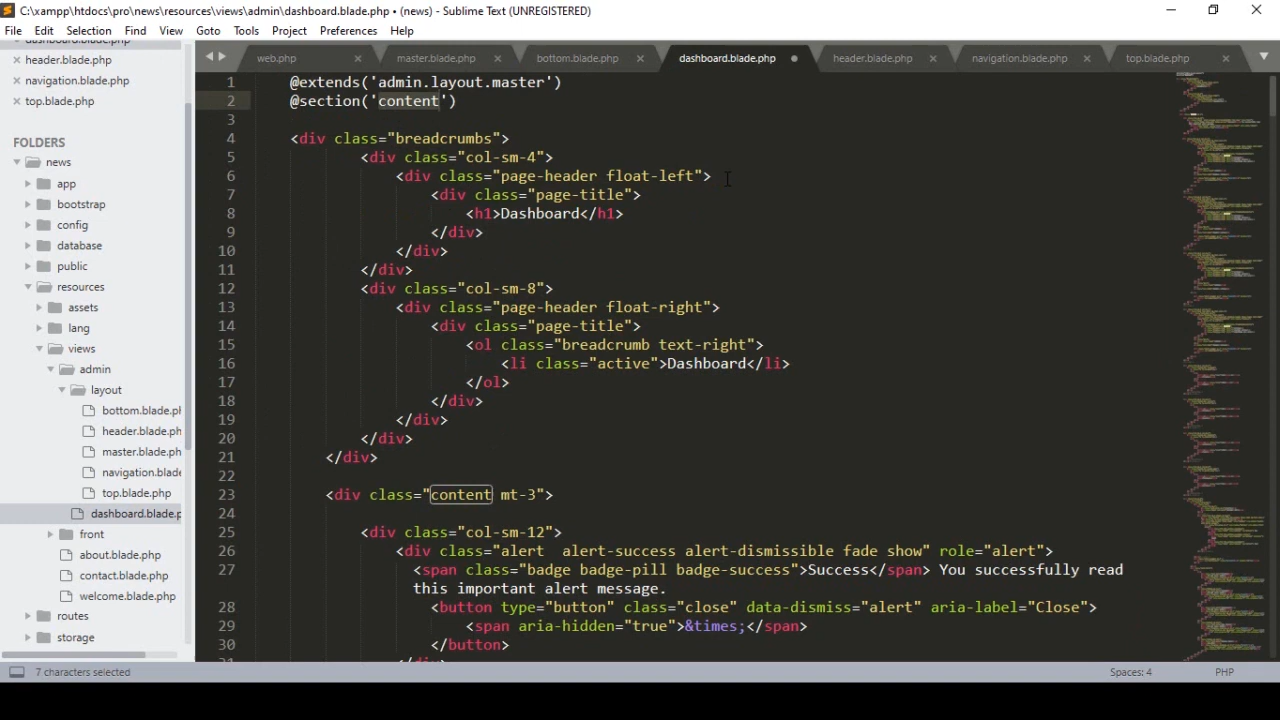 C:\xampp\htdocs\pro\news\resources\views\admin\dashboard.blade.php • (news) - Sublime Text (UNREGISTERED)
File Edit Selection Find View Goto Tools Project Preferences Help
dashboard.blade.php
header.blade.php
navigation.blade.php
top.blade.php
FOLDERS
news
app
bootstrap
config
database
public
resources
assets
lang
views
admin
layout
bottom.blade.ph
header.blade.ph
master.blade.ph
navigation.blade
top.blade.php
dashboard.blade.p
front
about.blade.php
contact.blade.php
welcome.blade.php
routes
storage
web.php master.blade.php bottom.blade.php dashboard.blade.php header.blade.php navigation.blade.php top.blade.php
1 @extends('admin.layout.master')
2 @section('content')
3
4 <div class="breadcrumbs">
5 <div class="col-sm-4">
6 <div class="page-header float-left">
7 <div class="page-title">
8 <h1>Dashboard</h1>
9 </div>
10 </div>
11 </div>
12 <div class="col-sm-8">
13 <div class="page-header float-right">
14 <div class="page-title">
15 <ol class="breadcrumb text-right">
16 <li class="active">Dashboard</li>
17 </ol>
18 </div>
19 </div>
20 </div>
21 </div>
22
23 <div class="content mt-3">
24
25 <div class="col-sm-12">
26 <div class="alert  alert-success alert-dismissible fade show" role="alert">
27 <span class="badge badge-pill badge-success">Success</span> You successfully read
this important alert message.
28 <button type="button" class="close" data-dismiss="alert" aria-label="Close">
29 <span aria-hidden="true">&times;</span>
30 </button>
31 </div>
7 characters selected Spaces: 4 PHP